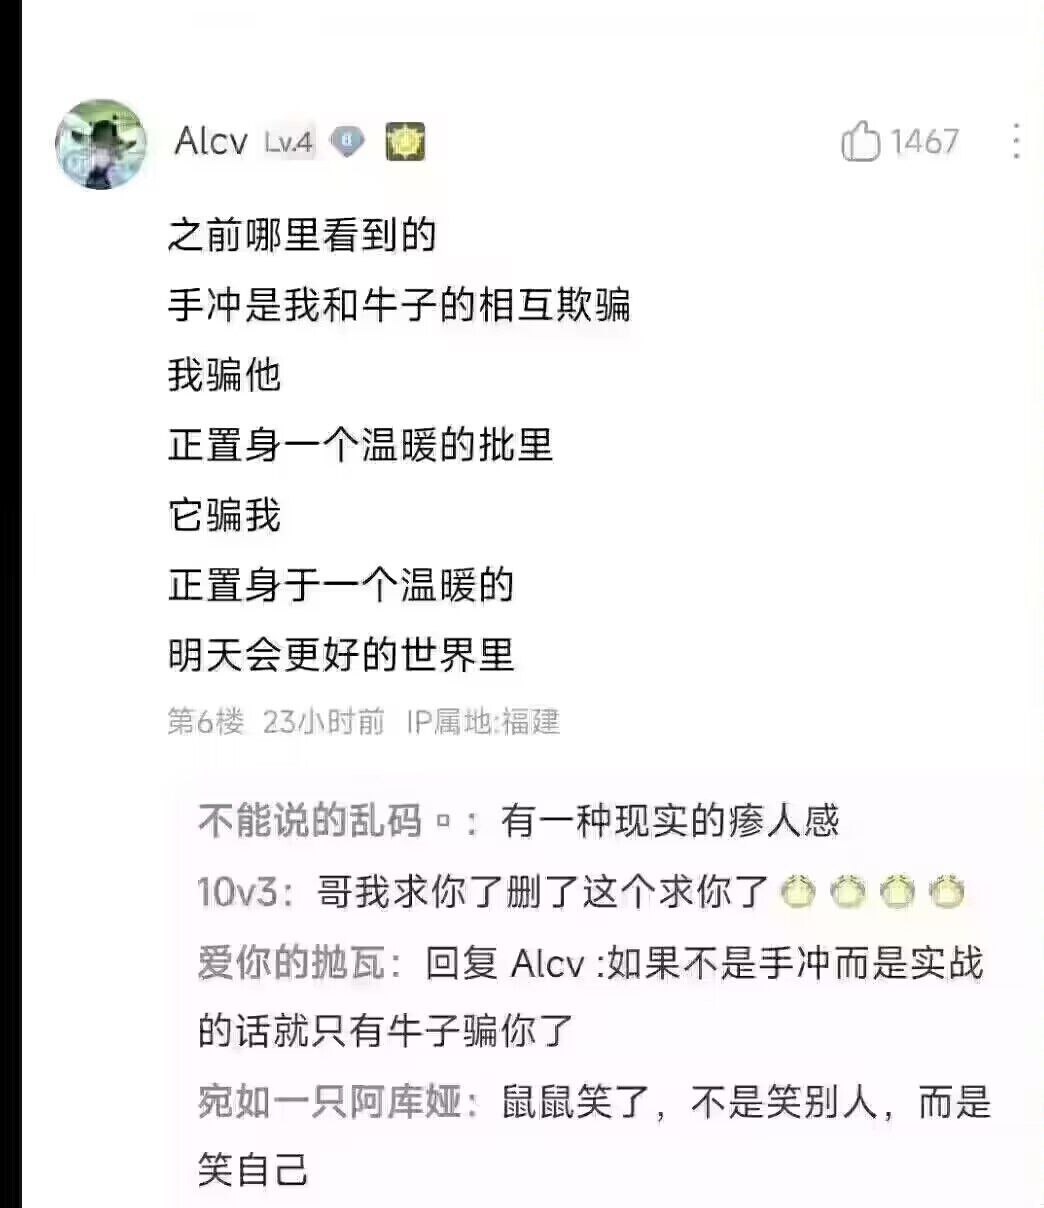 Alcv Lv.4 1467
之前哪里看到的
手冲是我和牛子的相互欺骗
我骗他
正置身一个温暖的批里
它骗我
正置身于一个温暖的
明天会更好的世界里
第6楼 23小时前 IP属地:福建
不能说的乱码▫：有一种现实的瘆人感
10v3：哥我求你了删了这个求你了
爱你的抛瓦：回复 Alcv :如果不是手冲而是实战
的话就只有牛子骗你了
宛如一只阿库娅：鼠鼠笑了，不是笑别人，而是
笑自己